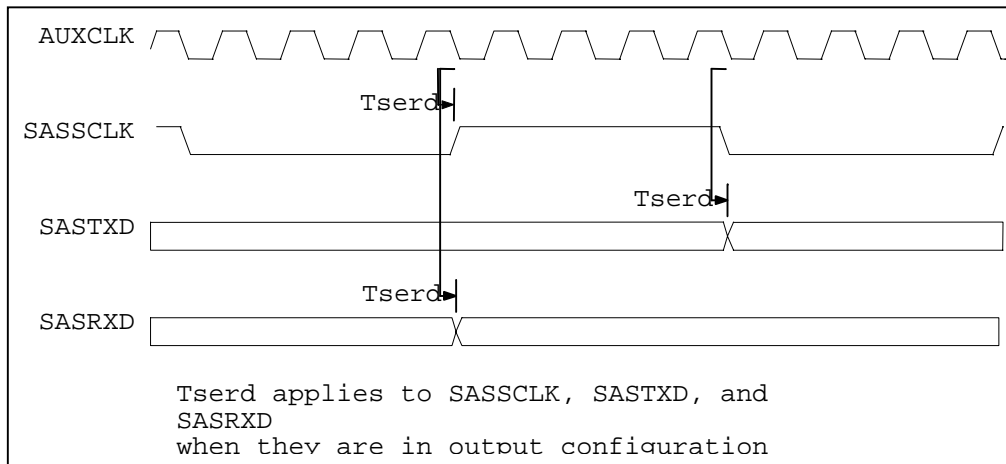 AUXCLK
Tserd
SASSCLK
Tserd
SASTXD
Tserd
SASRXD
Tserd applies to SASSCLK, SASTXD, and
SASRXD
when they are in output configuration